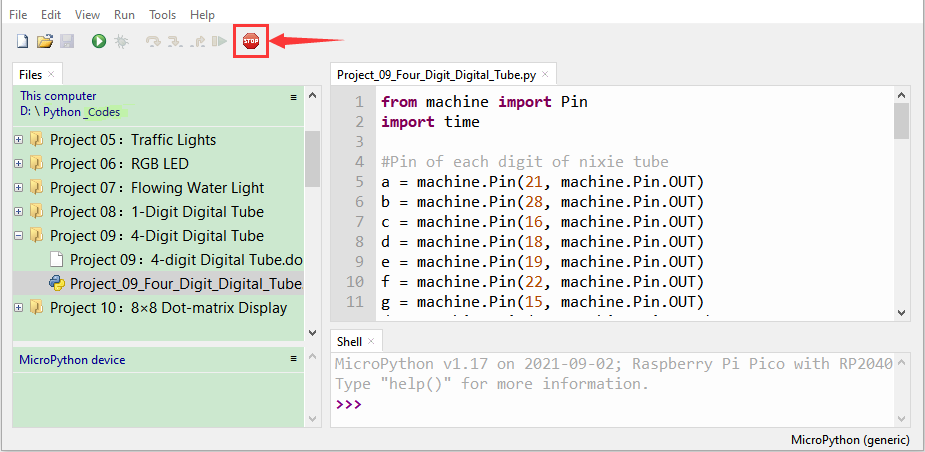 File Edit View Run Tools Help
STOP
Files ×
This computer
D: \ Python _Codes
Project 05：Traffic Lights
Project 06：RGB LED
Project 07：Flowing Water Light
Project 08：1-Digit Digital Tube
Project 09：4-Digit Digital Tube
Project 09：4-digit Digital Tube.do
Project_09_Four_Digit_Digital_Tube
Project 10：8×8 Dot-matrix Display
MicroPython device
Project_09_Four_Digit_Digital_Tube.py ×
1 from machine import Pin
2 import time
3
4 #Pin of each digit of nixie tube
5 a = machine.Pin(21, machine.Pin.OUT)
6 b = machine.Pin(28, machine.Pin.OUT)
7 c = machine.Pin(16, machine.Pin.OUT)
8 d = machine.Pin(18, machine.Pin.OUT)
9 e = machine.Pin(19, machine.Pin.OUT)
10 f = machine.Pin(22, machine.Pin.OUT)
11 g = machine.Pin(15, machine.Pin.OUT)
Shell ×
MicroPython v1.17 on 2021-09-02; Raspberry Pi Pico with RP2040
Type "help()" for more information.
>>>
MicroPython (generic)